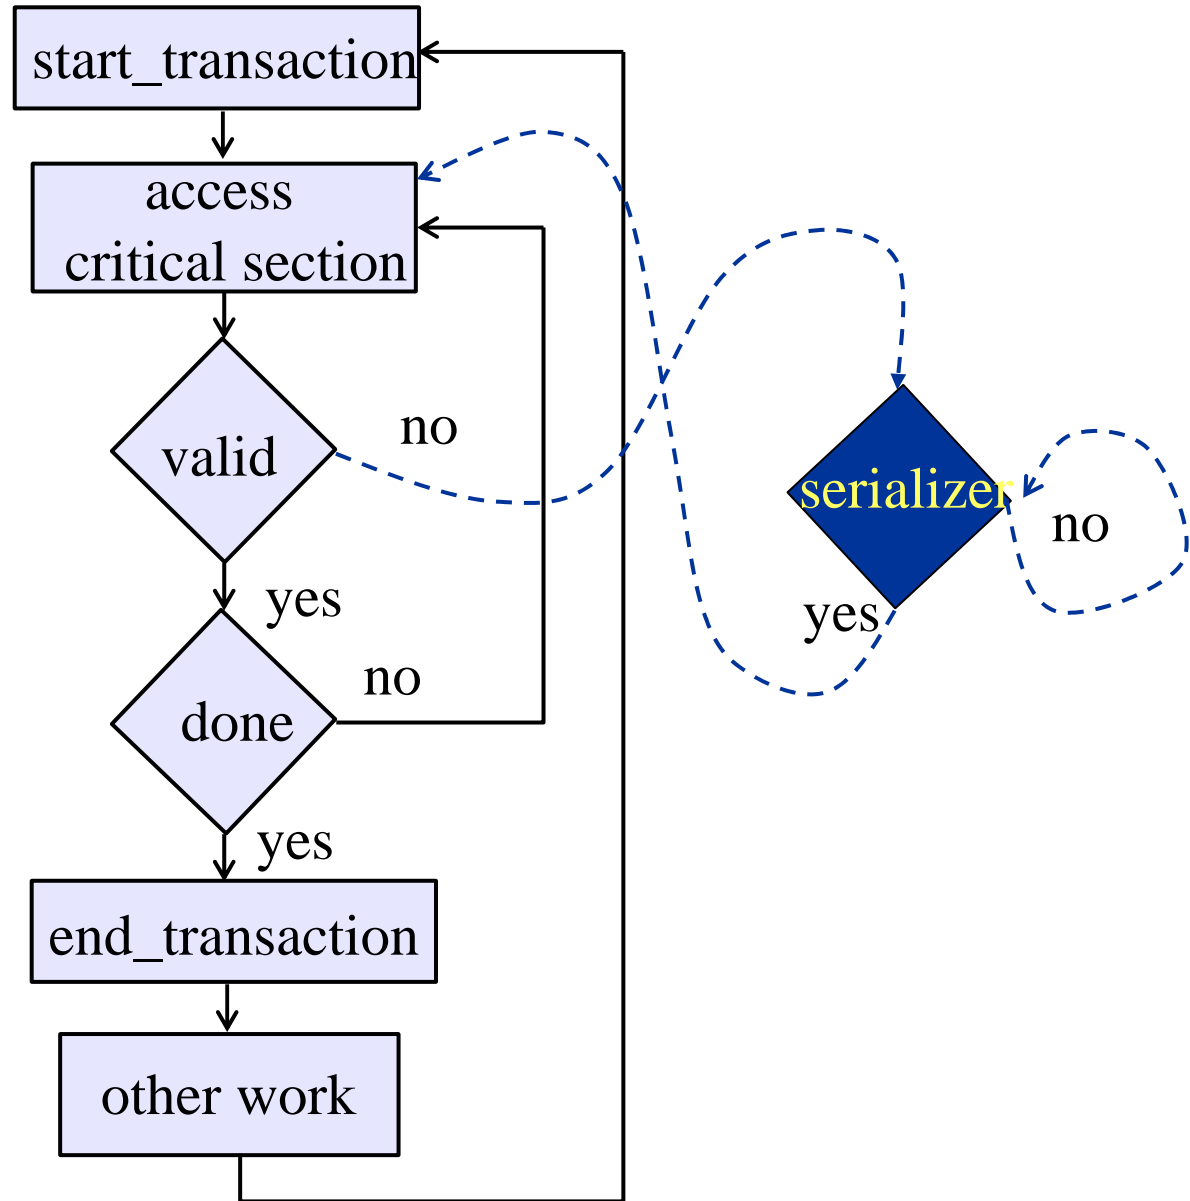 start_transaction
access
critical section
no
valid
serializer
no
yes
yes
no
done
yes
end_transaction
other work